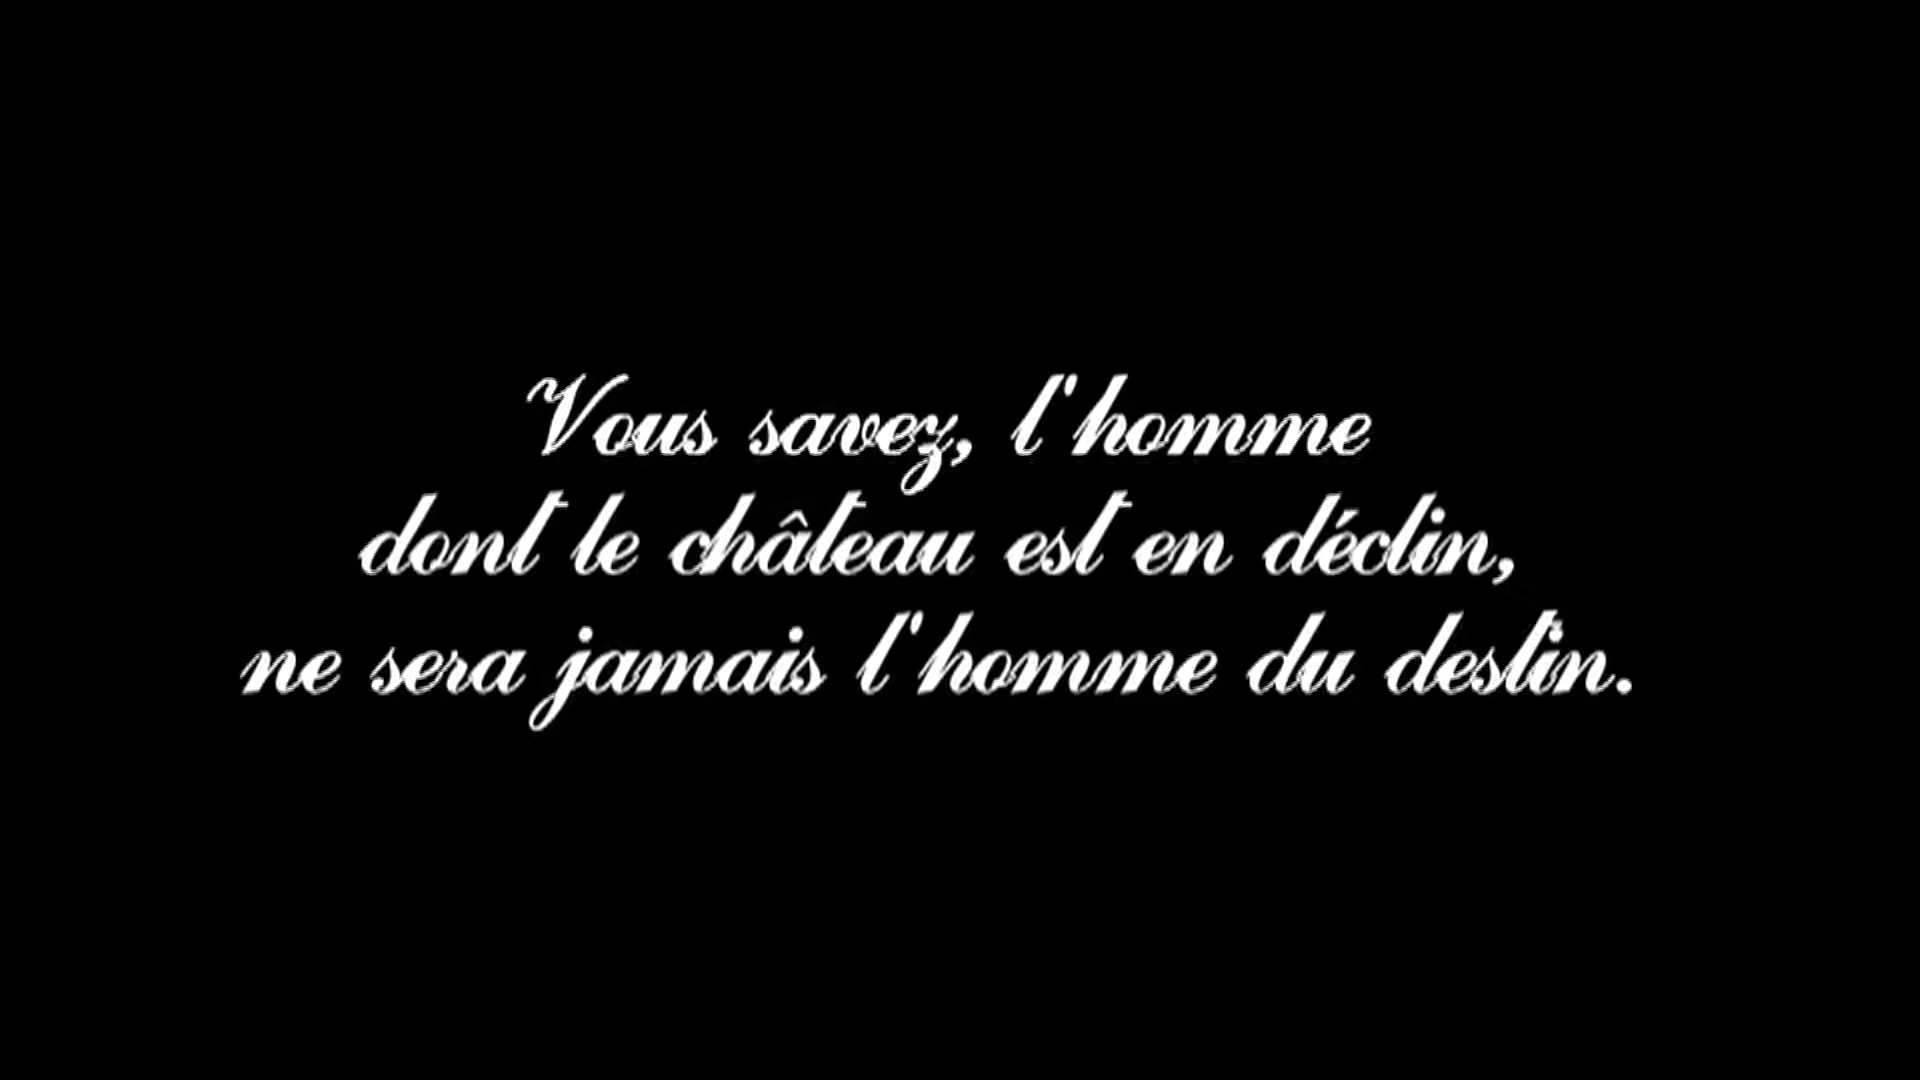 Vous savez, l'homme
dont le château est en déclin,
ne sera jamais l'homme du destin.